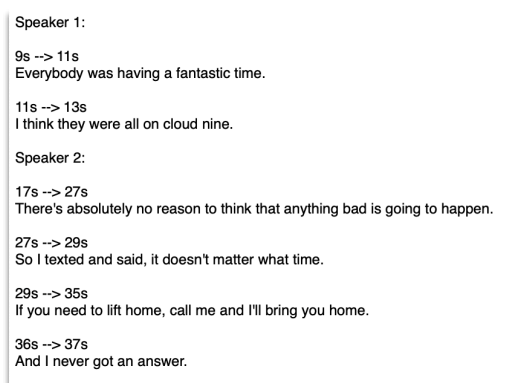 Speaker 1:
9s --> 11s
Everybody was having a fantastic time.
11s --> 13s
I think they were all on cloud nine.
Speaker 2:
17s --> 27s
There's absolutely no reason to think that anything bad is going to happen.
27s --> 29s
So I texted and said, it doesn't matter what time.
29s --> 35s
If you need to lift home, call me and I'll bring you home.
36s --> 37s
And I never got an answer.